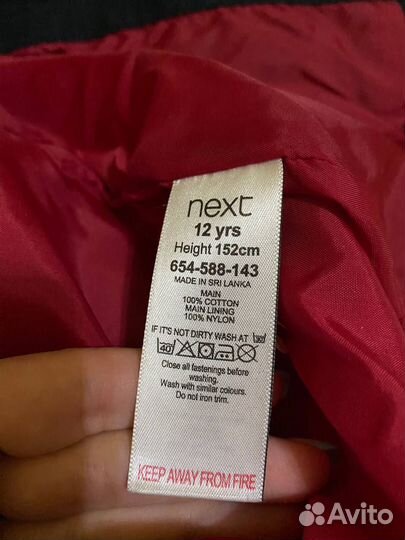 next
12 yrs
Height 152cm
654-588-143
MADE IN SRI LANKA
MAIN
100% COTTON
MAIN LINING
100% NYLON
IF IT'S NOT DIRTY WASH AT
40
Close all fastenings before
washing.
Wash with similar colours.
Do not iron trim.
KEEP AWAY FROM FIRE
Avito